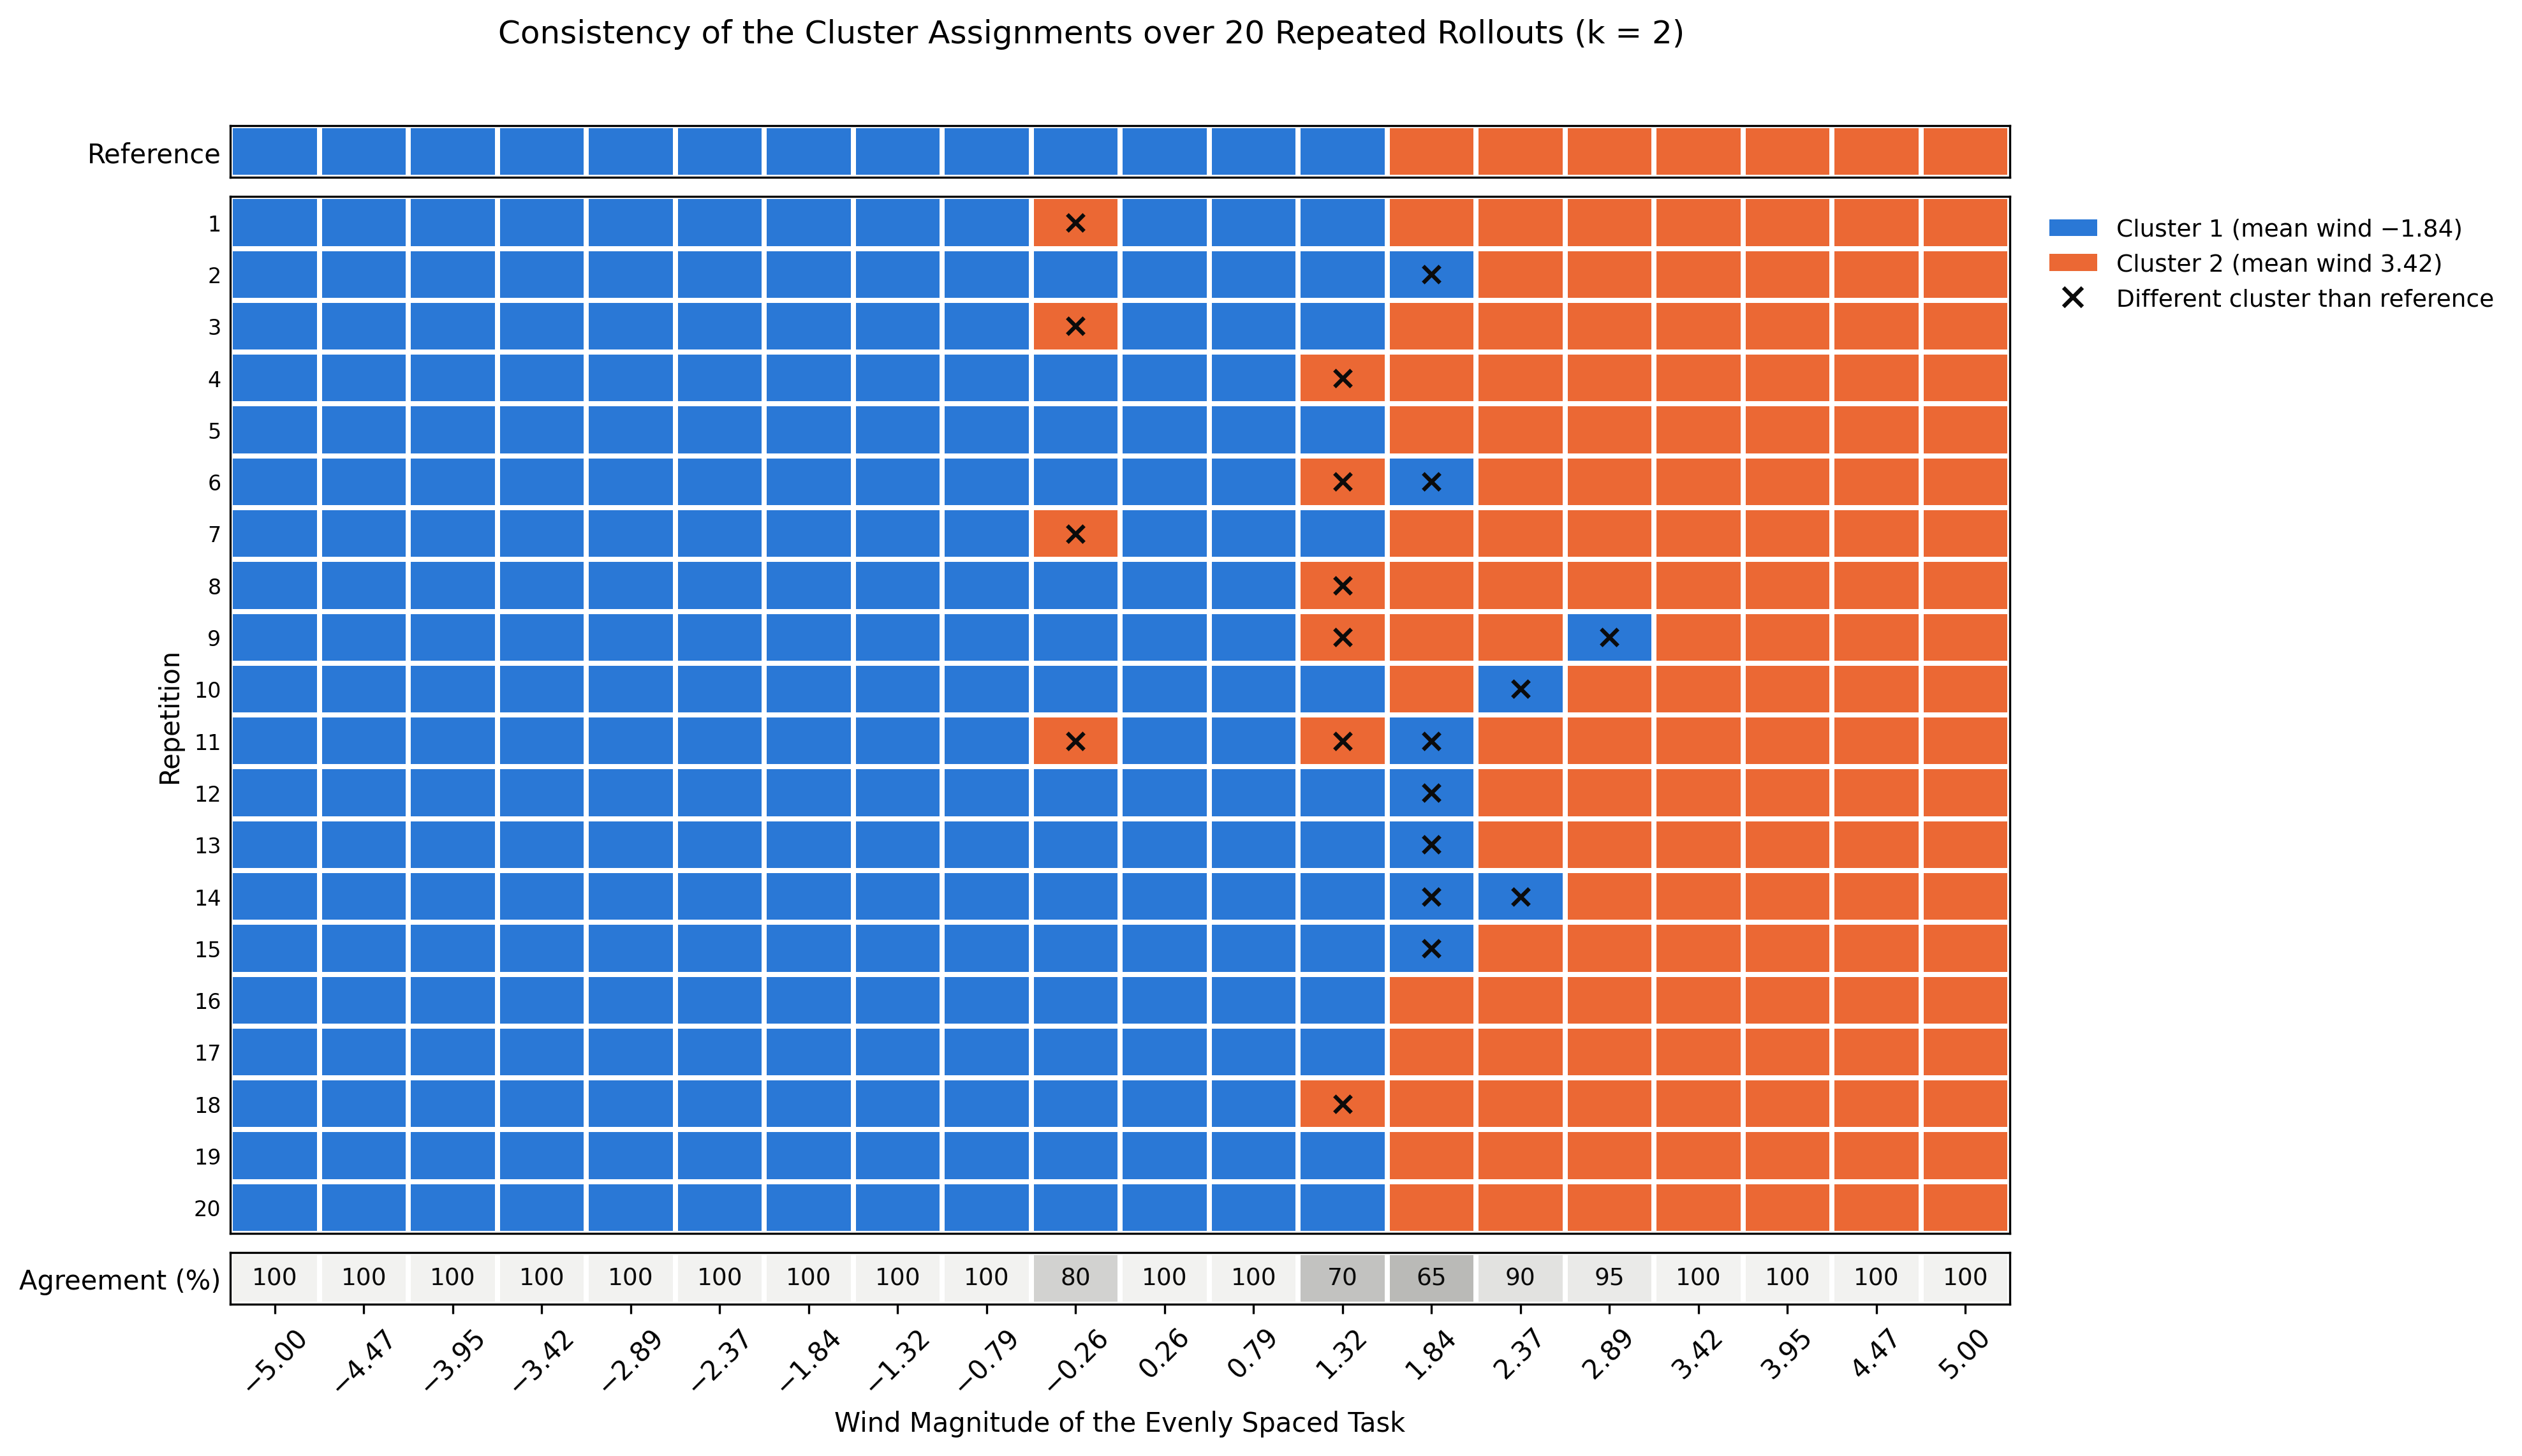 Consistency of the Cluster Assignments over 20 Repeated Rollouts (k = 2)
Reference
Cluster 1 (mean wind −1.84)
Cluster 2 (mean wind 3.42)
Different cluster than reference
Repetition
1
2
3
4
5
6
7
8
9
10
11
12
13
14
15
16
17
18
19
20
Agreement (%) 100 100 100 100 100 100 100 100 100 80 100 100 70 65 90 95 100 100 100 100
−5.00 −4.47 −3.95 −3.42 −2.89 −2.37 −1.84 −1.32 −0.79 −0.26 0.26 0.79 1.32 1.84 2.37 2.89 3.42 3.95 4.47 5.00
Wind Magnitude of the Evenly Spaced Task